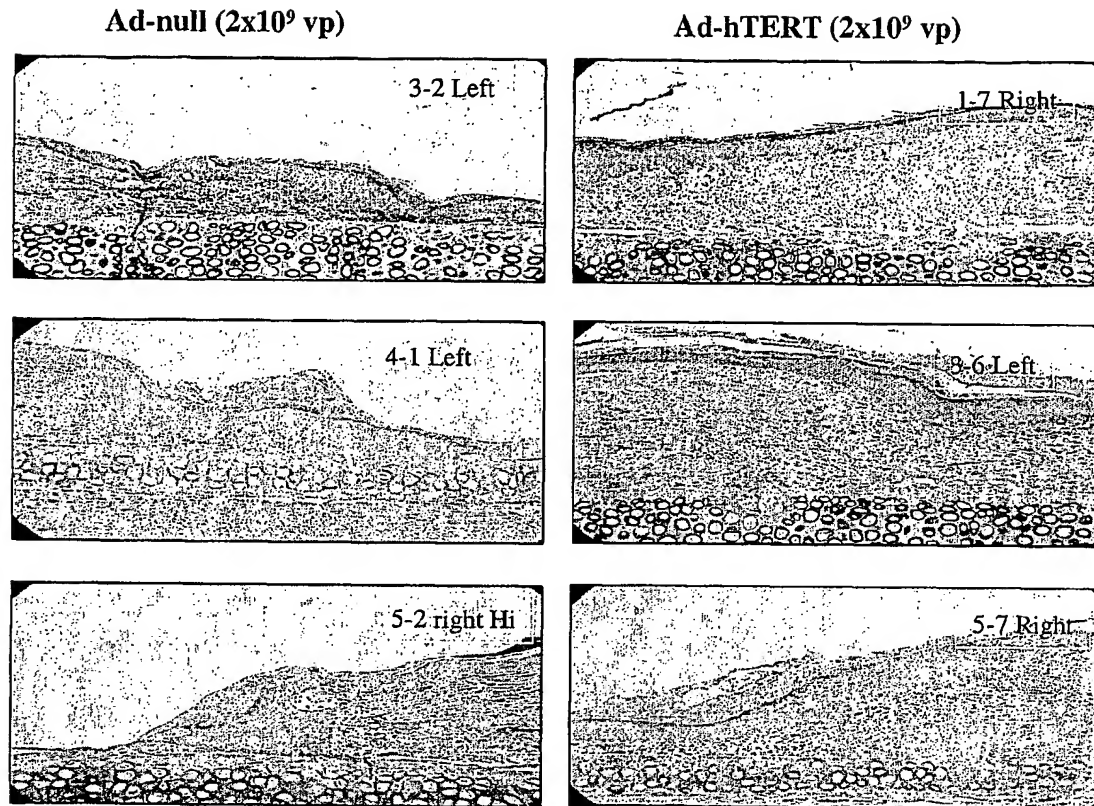 Ad-null (2x10⁹ vp)
Ad-hTERT (2x10⁹ vp)
3-2 Left
1-7 Right
4-1 Left
3-6 Left
5-2 right Hi
5-7 Right